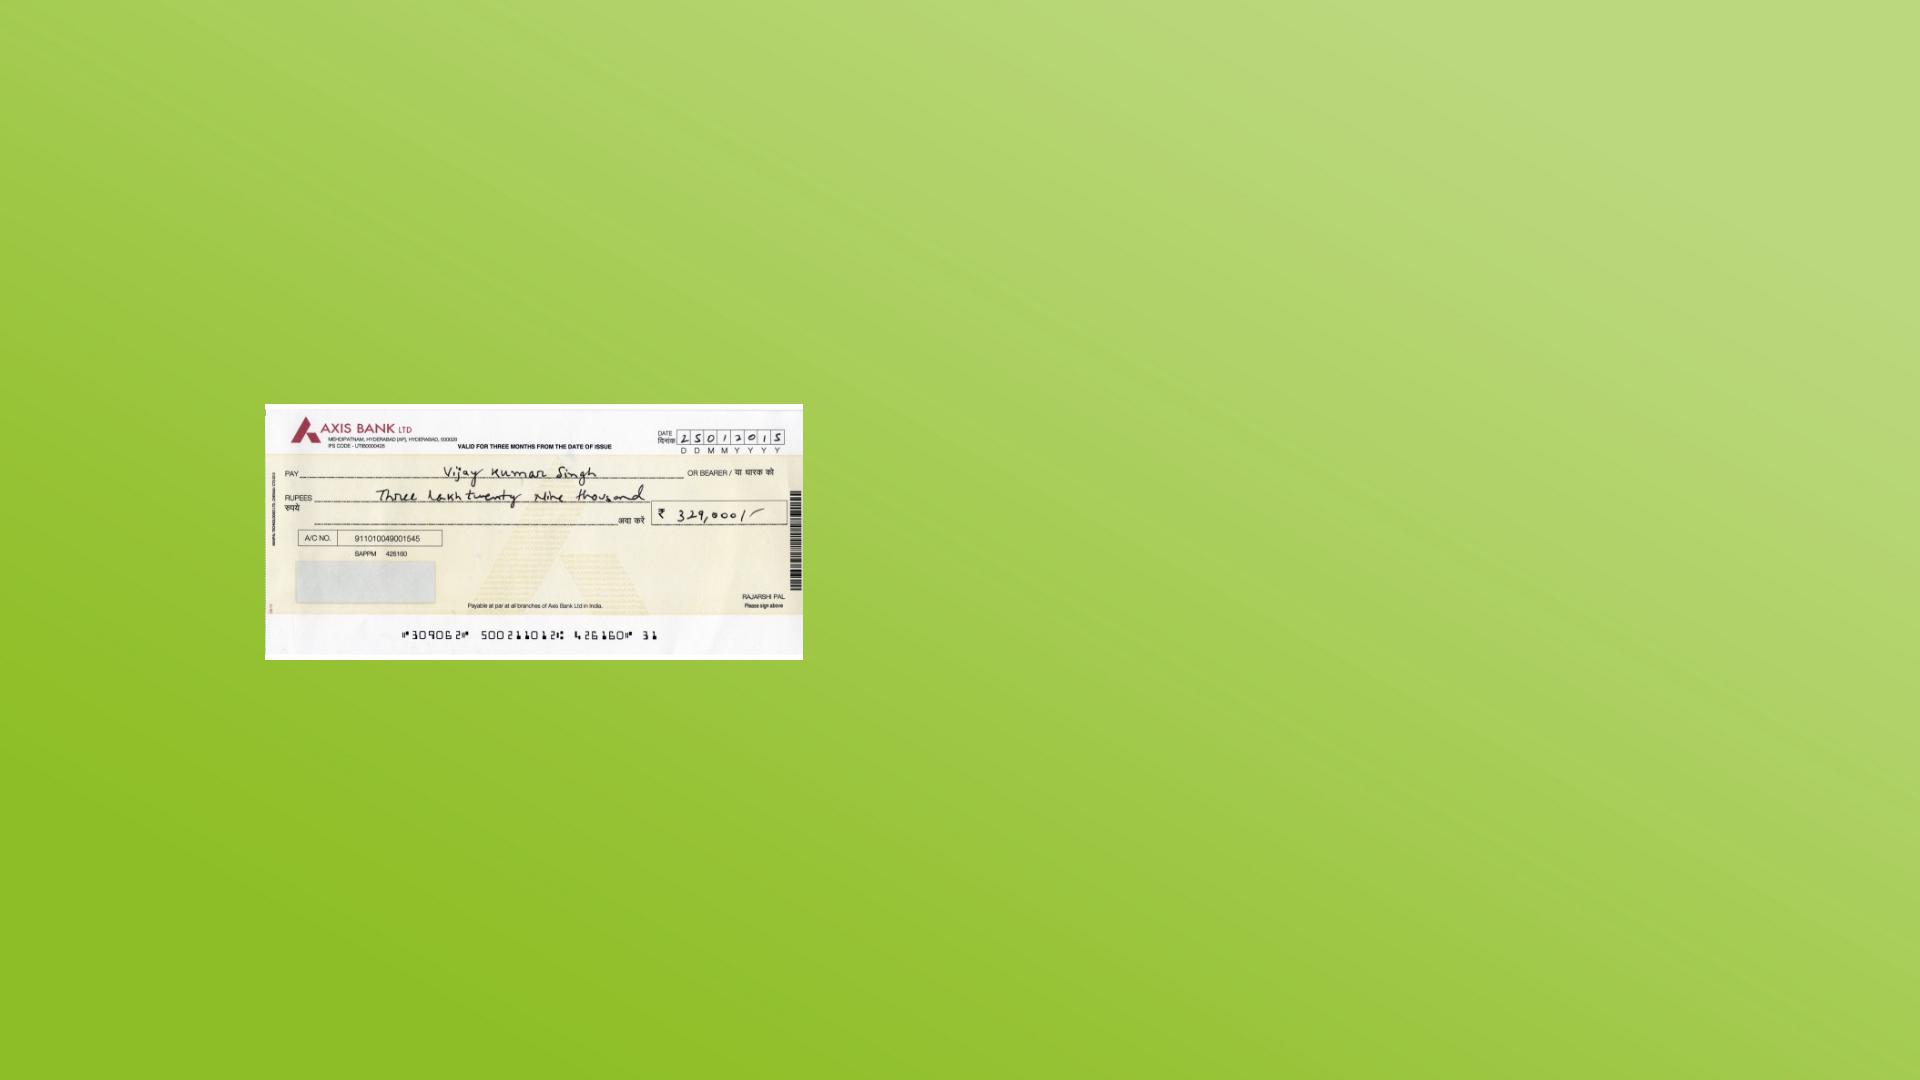 AXIS BANK LTD
MEHDIPATNAM, HYDERABAD [AP], HYDERABAD, 500028
IFS CODE - UTIB0000426
VALID FOR THREE MONTHS FROM THE DATE OF ISSUE
DATE
दिनांक 2 5 0 1 2 0 1 5
D D M M Y Y Y Y
PAY Vijay Kumar Singh OR BEARER / या धारक को
RUPEES Three Lakh twenty Nine thousand
रुपये
अदा करें ₹ 329,000/-
A/C NO. 911010049001545
SAPPM 426160
RAJARSHI PAL
Please sign above
Payable at par at all branches of Axis Bank Ltd in India.
⑈309062⑈ 500211012⑆ 426160⑈ 31